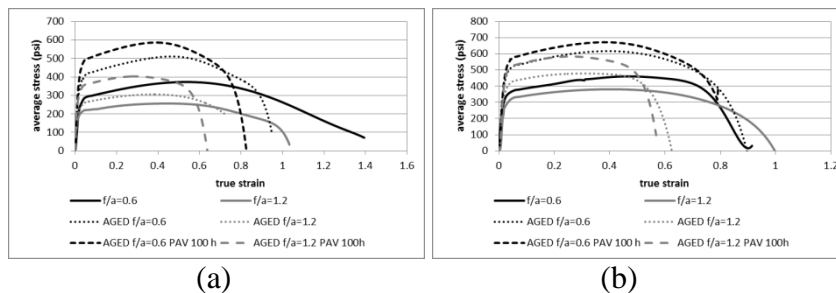 700
600
500
400
300
200
100
0
average stress (psi)
0 0.2 0.4 0.6 0.8 1 1.2 1.4 1.6
true strain
f/a=0.6 f/a=1.2
AGED f/a=0.6 AGED f/a=1.2
AGED f/a=0.6 PAV 100 h AGED f/a=1.2 PAV 100h
(a)
800
700
600
500
400
300
200
100
0
average stress (psi)
0 0.2 0.4 0.6 0.8 1 1.2
true strain
f/a=0.6 f/a=1.2
AGED f/a=0.6 AGED f/a=1.2
AGED f/a=0.6 PAV 100 h AGED f/a=1.2 PAV 100h
(b)